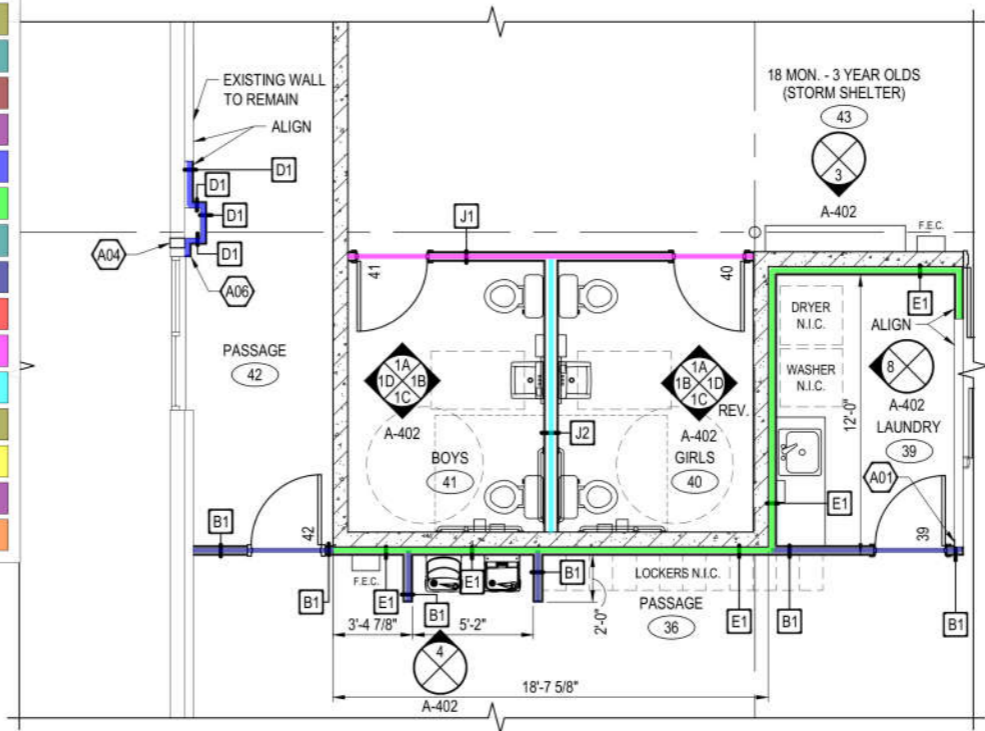 EXISTING WALL
TO REMAIN
ALIGN
D1
D1
D1
D1
A04
A06
PASSAGE
42
18 MON. - 3 YEAR OLDS
(STORM SHELTER)
43
3
A-402
F.E.C.
J1
41
40
E1
DRYER
N.I.C.
ALIGN
WASHER
N.I.C.
8
A-402
12'-0"
LAUNDRY
39
A01
1A
1D
1B
1C
A-402
1A
1B
1D
1C
REV.
A-402
J2
BOYS
41
GIRLS
40
E1
B1
42
39
F.E.C.
B1
E1
B1
E1
B1
LOCKERS N.I.C.
2'-0"
PASSAGE
36
E1
B1
B1
3'-4 7/8"
5'-2"
4
A-402
18'-7 5/8"